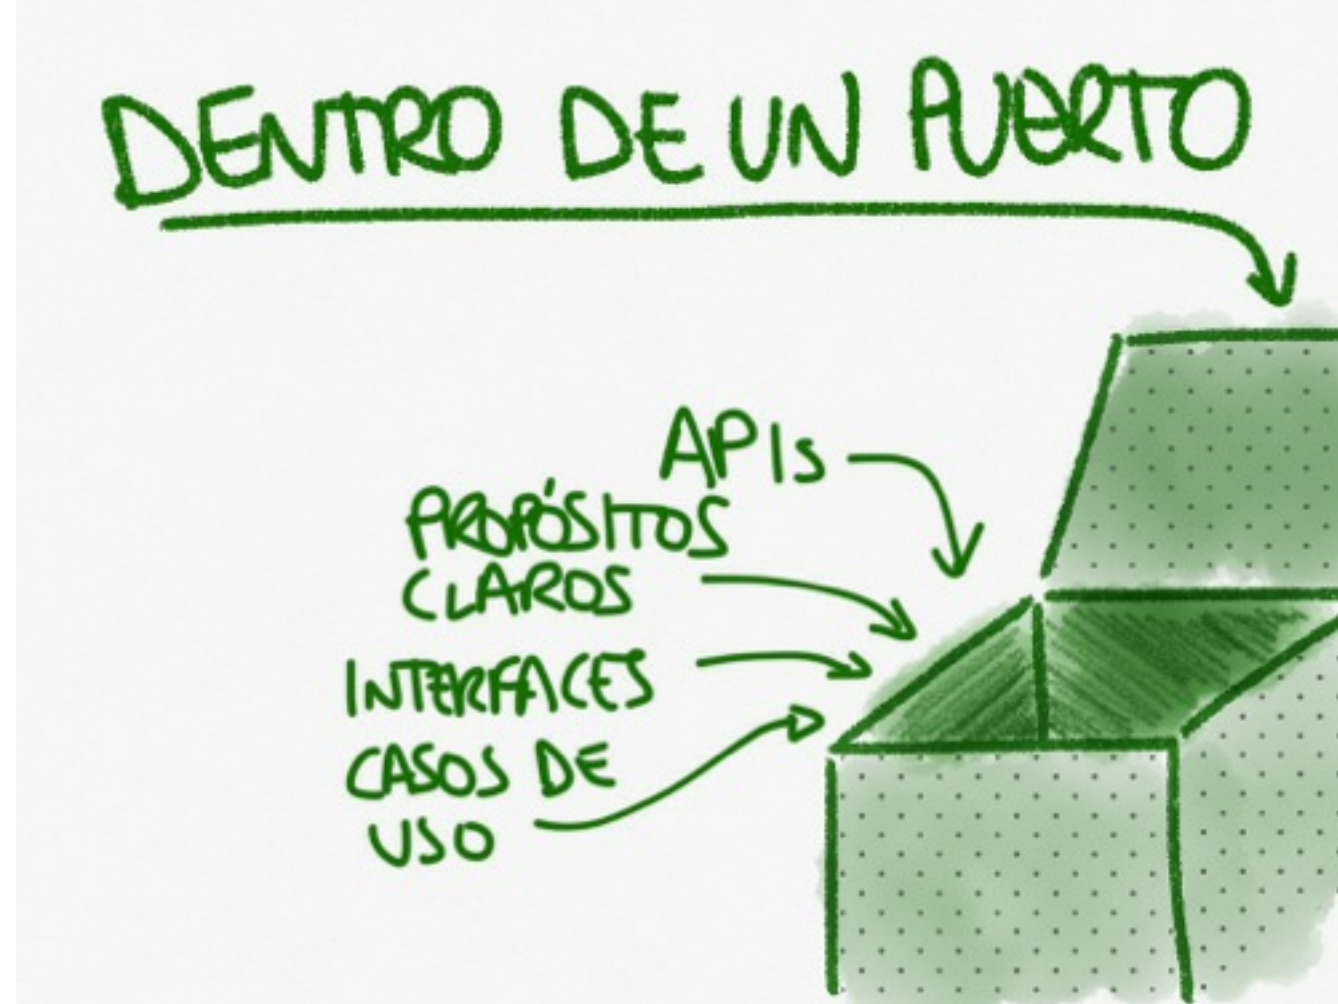 DENTRO DE UN PUERTO
APIs
PROPÓSITOS
CLAROS
INTERFACES
CASOS DE
USO